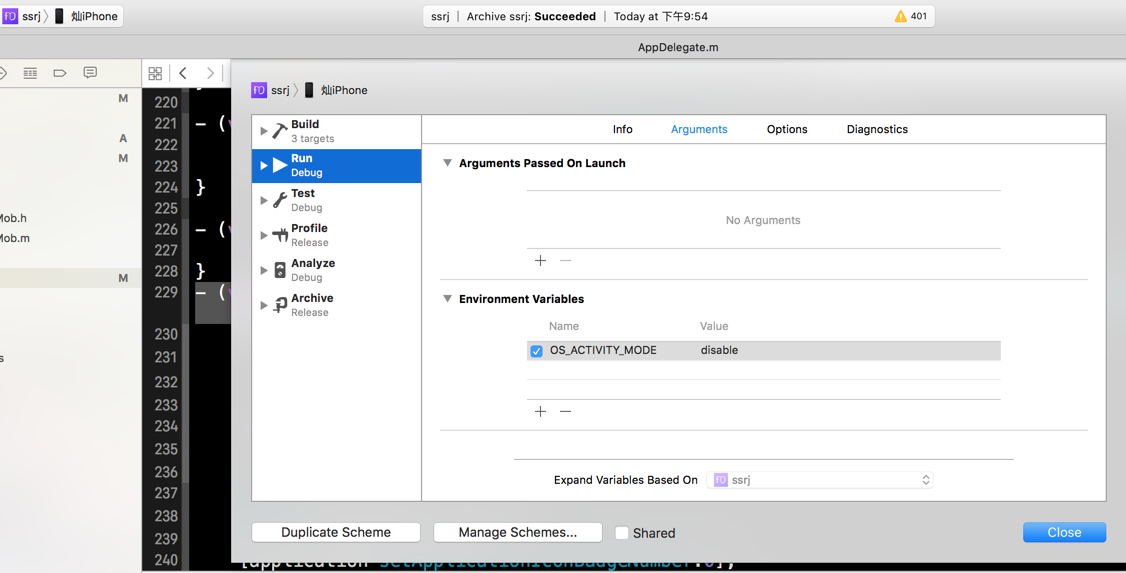 ssrj 灿iPhone
ssrj | Archive ssrj: Succeeded | Today at 下午9:54 401
AppDelegate.m
M
A
M
Mob.h
Mob.m
M
s
220
221 - (
222
223
224 }
225
226 - (
227
228 }
229 - (
230
231
232
233
234
235
236
237
238
239
240
ssrj 灿iPhone
Build
3 targets
Run
Debug
Test
Debug
Profile
Release
Analyze
Debug
Archive
Release
Info Arguments Options Diagnostics
Arguments Passed On Launch
No Arguments
Environment Variables
Name Value
OS_ACTIVITY_MODE disable
Expand Variables Based On ssrj
Duplicate Scheme Manage Schemes... Shared Close